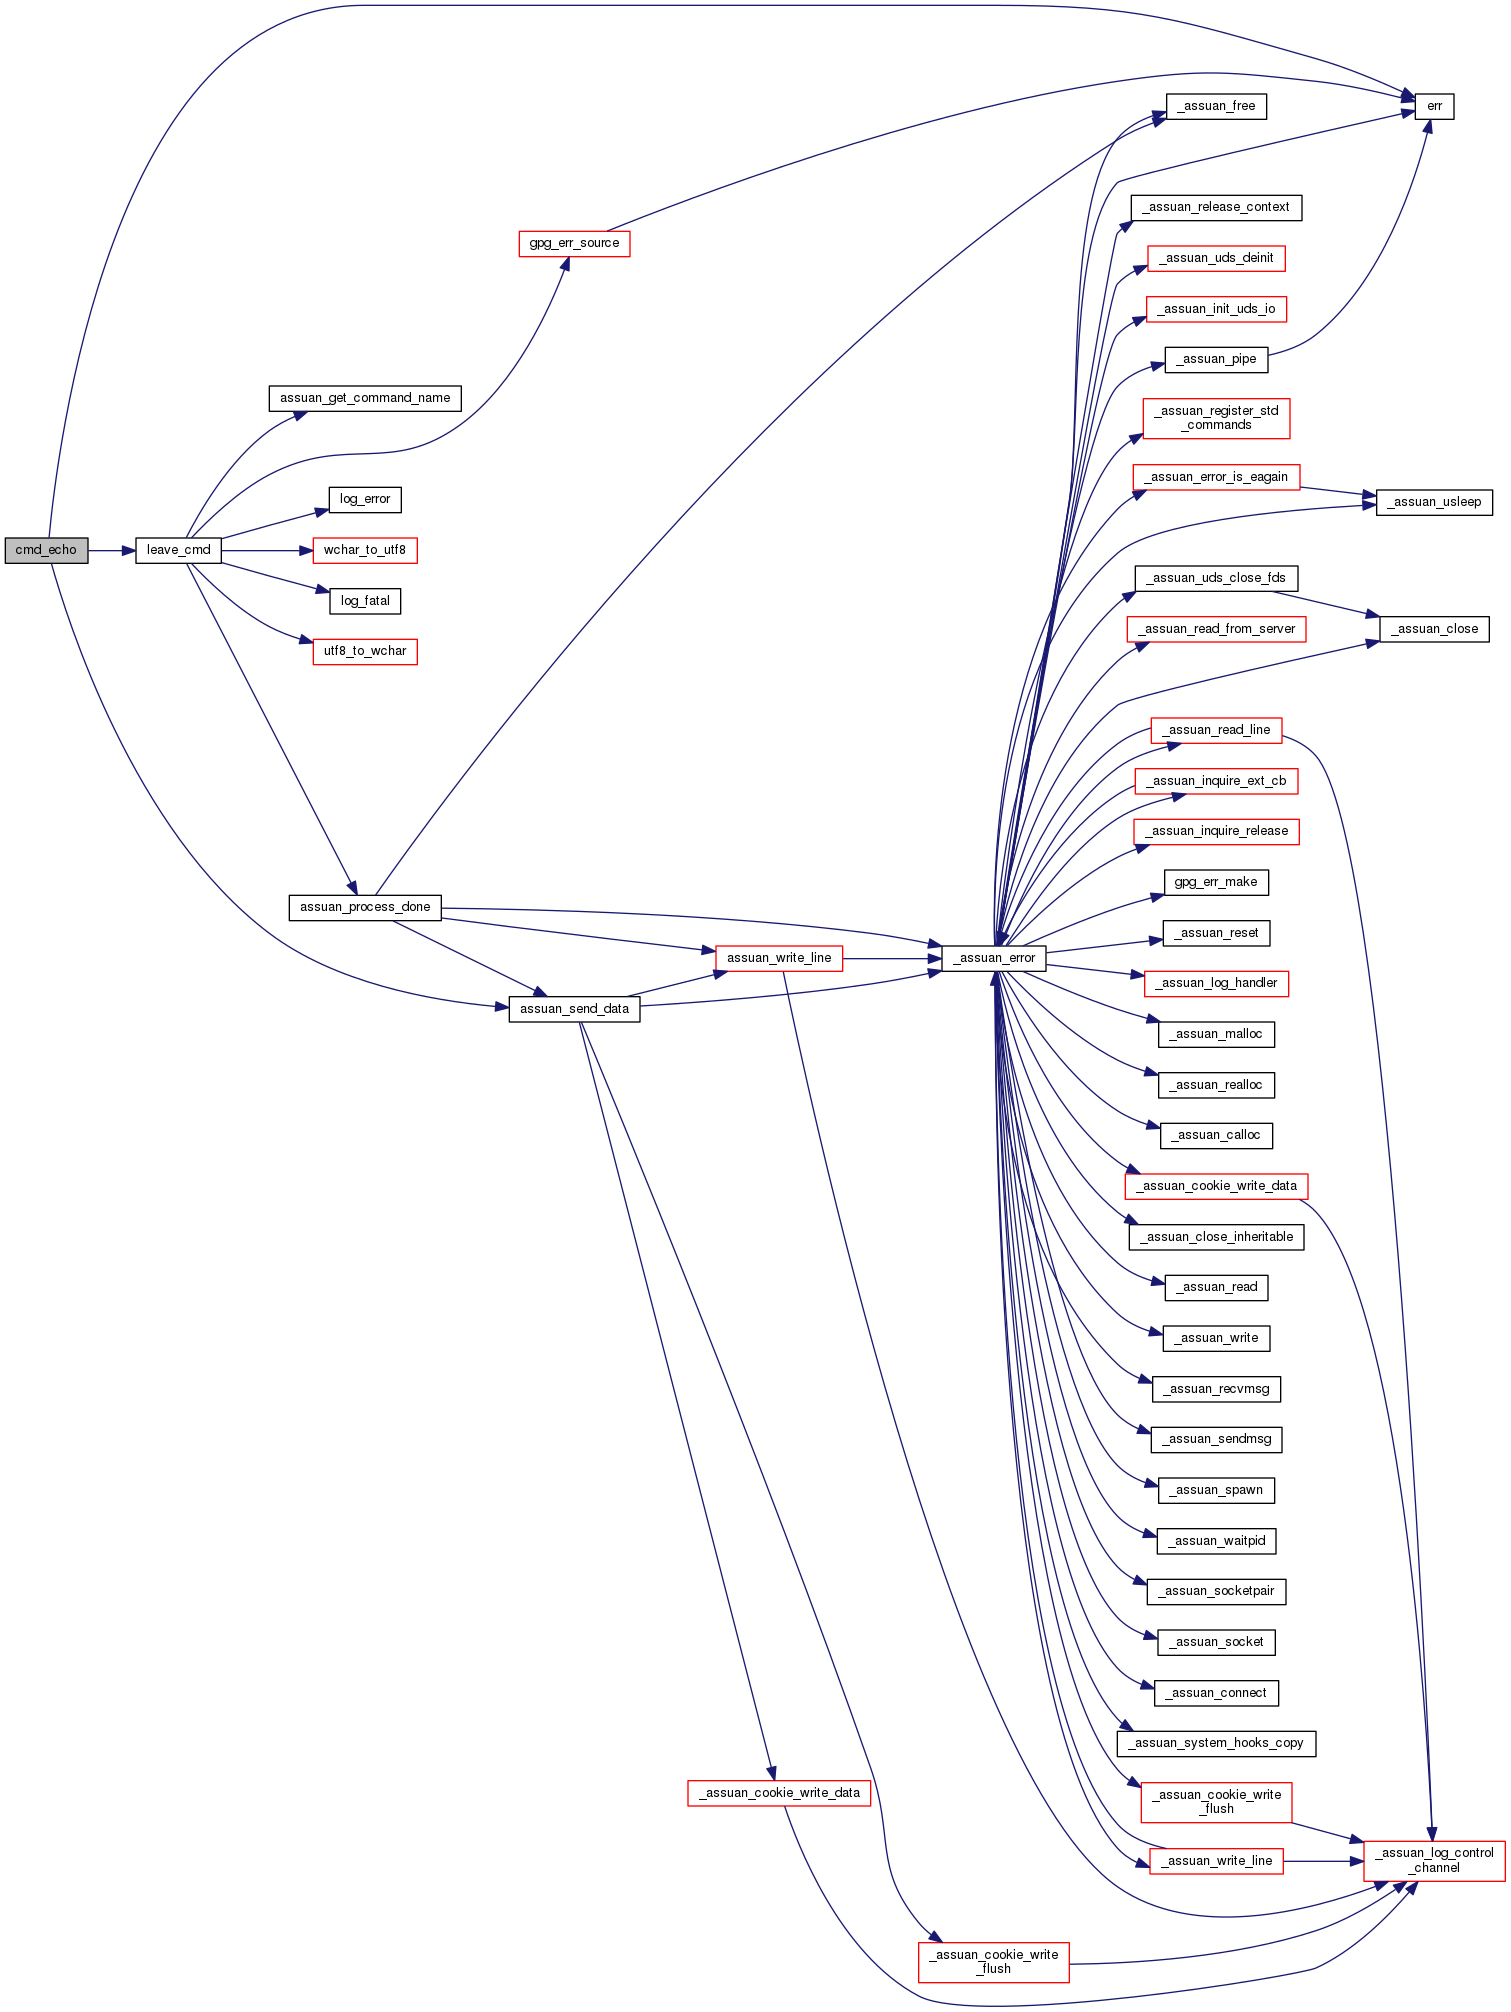 cmd_echo
leave_cmd
assuan_get_command_name
log_error
wchar_to_utf8
log_fatal
utf8_to_wchar
assuan_process_done
gpg_err_source
assuan_send_data
assuan_write_line
_assuan_cookie_write_data
_assuan_error
_assuan_cookie_write
_flush
_assuan_free
_assuan_release_context
_assuan_uds_deinit
_assuan_init_uds_io
_assuan_pipe
_assuan_register_std
_commands
_assuan_error_is_eagain
_assuan_uds_close_fds
_assuan_read_from_server
_assuan_read_line
_assuan_inquire_ext_cb
_assuan_inquire_release
gpg_err_make
_assuan_reset
_assuan_log_handler
_assuan_malloc
_assuan_realloc
_assuan_calloc
_assuan_cookie_write_data
_assuan_close_inheritable
_assuan_read
_assuan_write
_assuan_recvmsg
_assuan_sendmsg
_assuan_spawn
_assuan_waitpid
_assuan_socketpair
_assuan_socket
_assuan_connect
_assuan_system_hooks_copy
_assuan_cookie_write
_flush
_assuan_write_line
err
_assuan_usleep
_assuan_close
_assuan_log_control
_channel